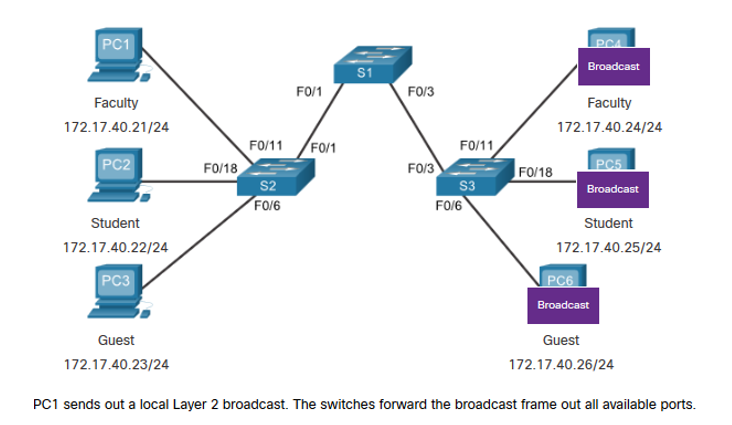 PC1
Faculty
172.17.40.21/24
PC2
Student
172.17.40.22/24
PC3
Guest
172.17.40.23/24
F0/11
F0/18
F0/1
S2
F0/6
S1
F0/1
F0/3
F0/3
F0/11
F0/18
S3
F0/6
PC4
Broadcast
Faculty
172.17.40.24/24
PC5
Broadcast
Student
172.17.40.25/24
PC6
Broadcast
Guest
172.17.40.26/24
PC1 sends out a local Layer 2 broadcast. The switches forward the broadcast frame out all available ports.